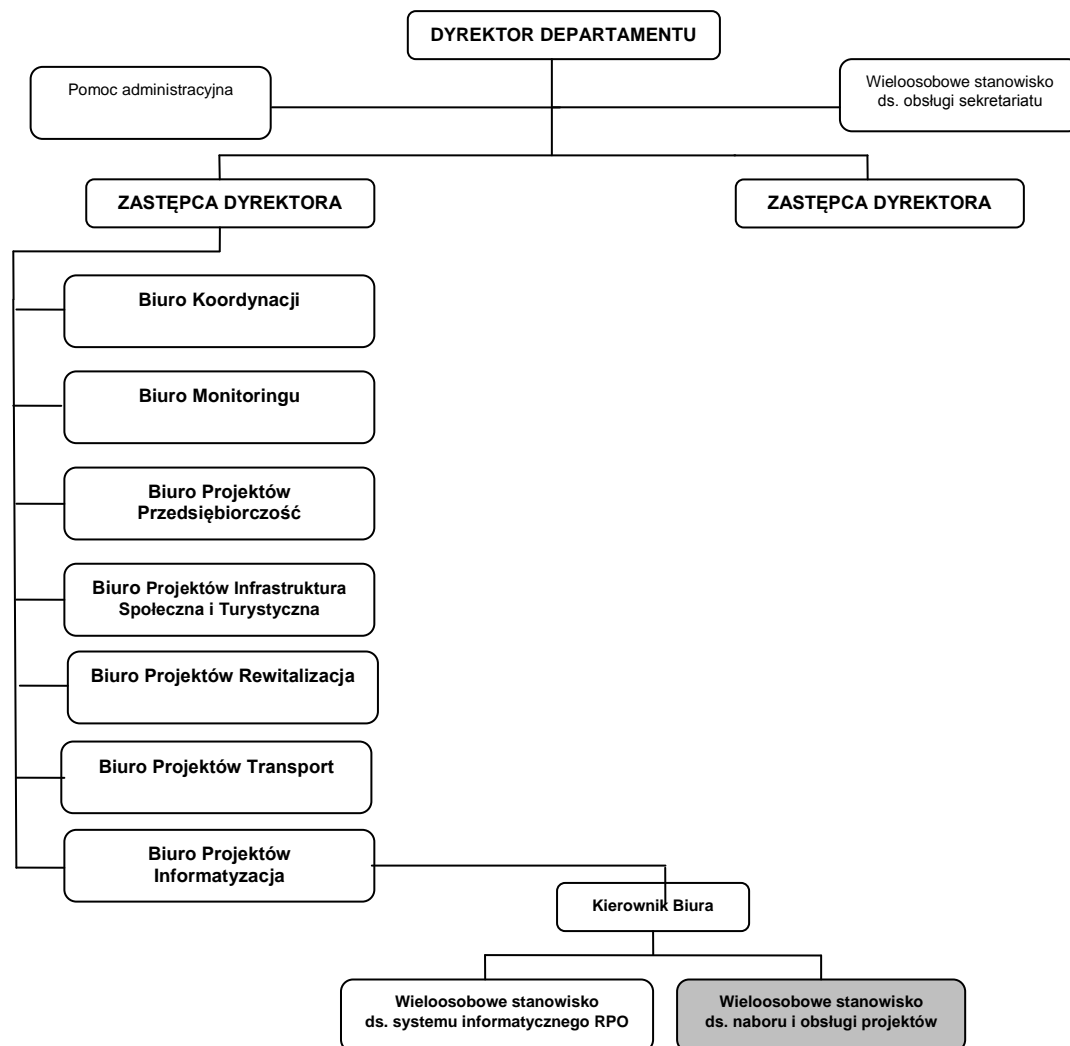 DYREKTOR DEPARTAMENTU
Pomoc administracyjna
Wieloosobowe stanowisko
ds. obsługi sekretariatu
ZASTĘPCA DYREKTORA
ZASTĘPCA DYREKTORA
Biuro Koordynacji
Biuro Monitoringu
Biuro Projektów
Przedsiębiorczość
Biuro Projektów Infrastruktura
Społeczna i Turystyczna
Biuro Projektów Rewitalizacja
Biuro Projektów Transport
Biuro Projektów
Informatyzacja
Kierownik Biura
Wieloosobowe stanowisko
ds. systemu informatycznego RPO
Wieloosobowe stanowisko
ds. naboru i obsługi projektów